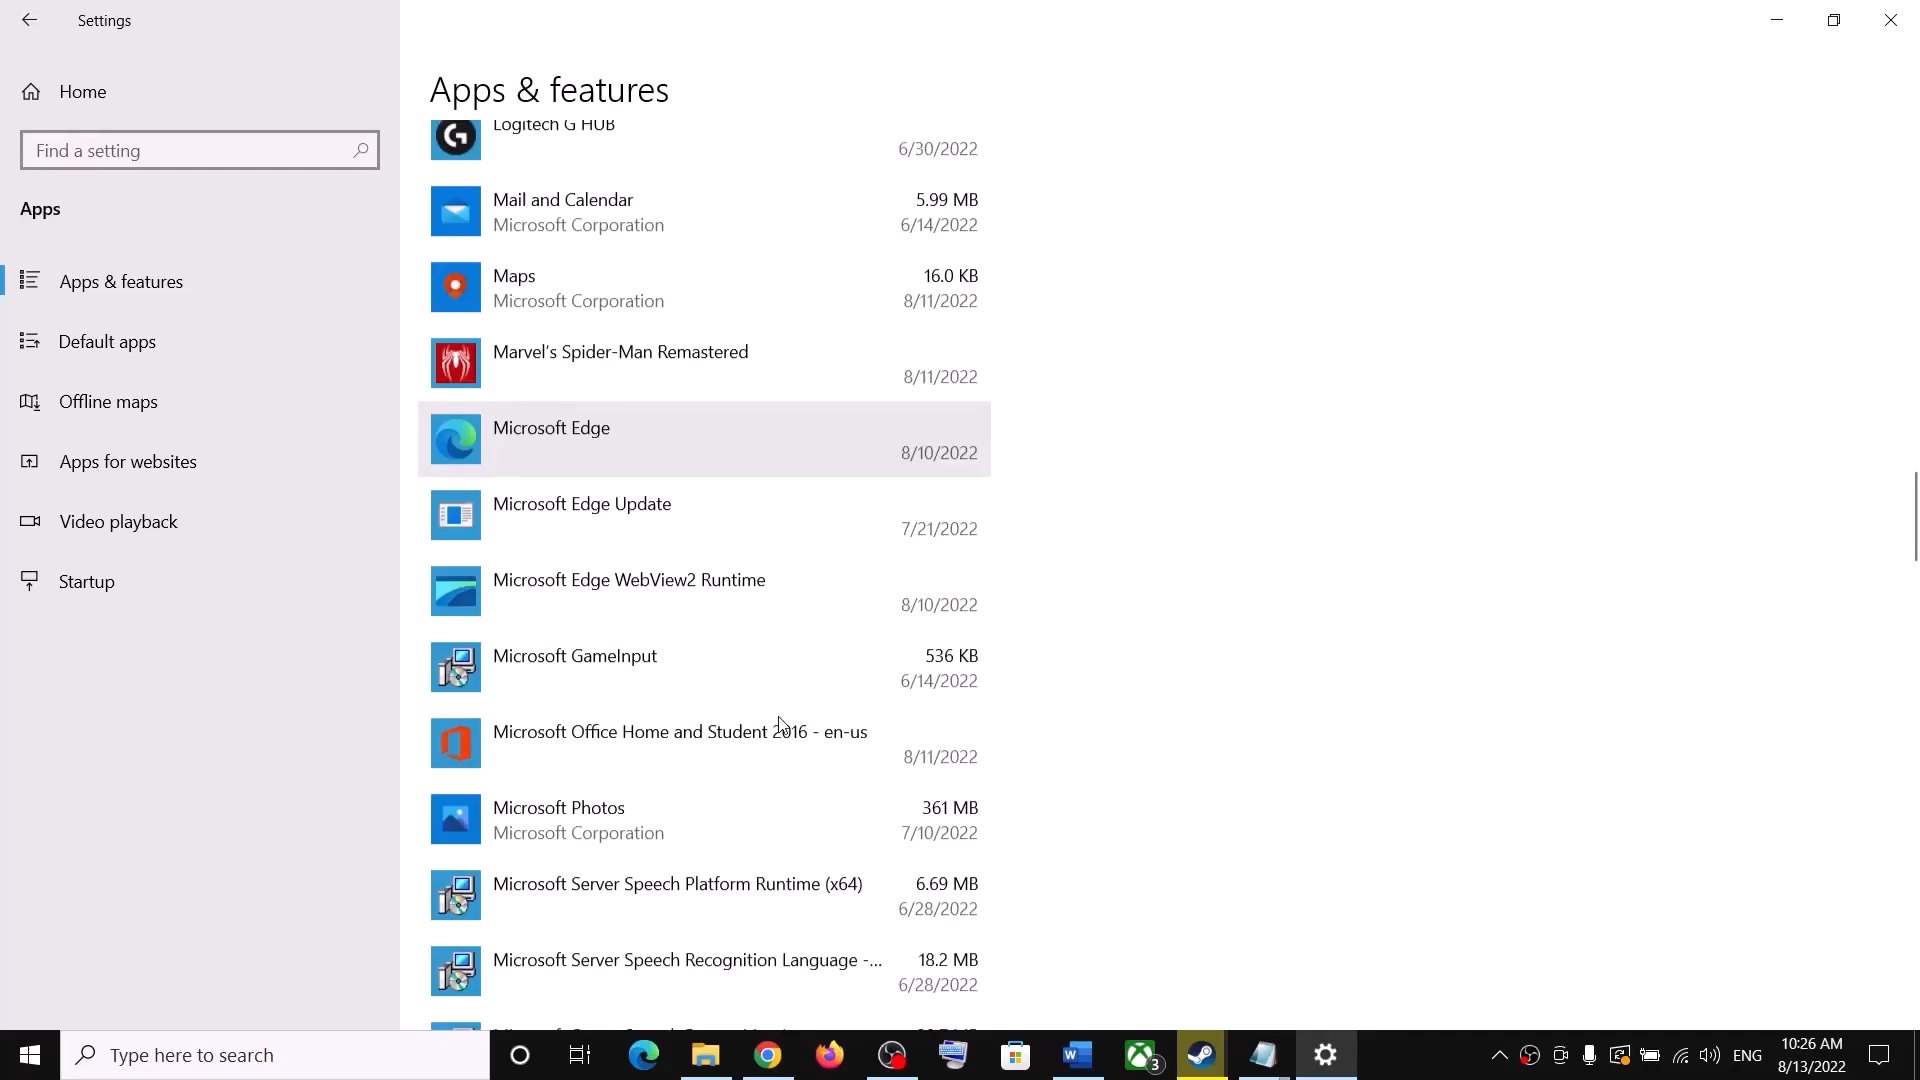 Settings
Home
Find a setting
Apps
Apps & features
Default apps
Offline maps
Apps for websites
Video playback
Startup
Apps & features
Logitech G HUB
6/30/2022
Mail and Calendar 5.99 MB
Microsoft Corporation 6/14/2022
Maps 16.0 KB
Microsoft Corporation 8/11/2022
Marvel's Spider-Man Remastered
8/11/2022
Microsoft Edge
8/10/2022
Microsoft Edge Update
7/21/2022
Microsoft Edge WebView2 Runtime
8/10/2022
Microsoft GameInput 536 KB
6/14/2022
Microsoft Office Home and Student 2016 - en-us
8/11/2022
Microsoft Photos 361 MB
Microsoft Corporation 7/10/2022
Microsoft Server Speech Platform Runtime (x64) 6.69 MB
6/28/2022
Microsoft Server Speech Recognition Language -... 18.2 MB
6/28/2022
Type here to search
3
ENG
10:26 AM
8/13/2022